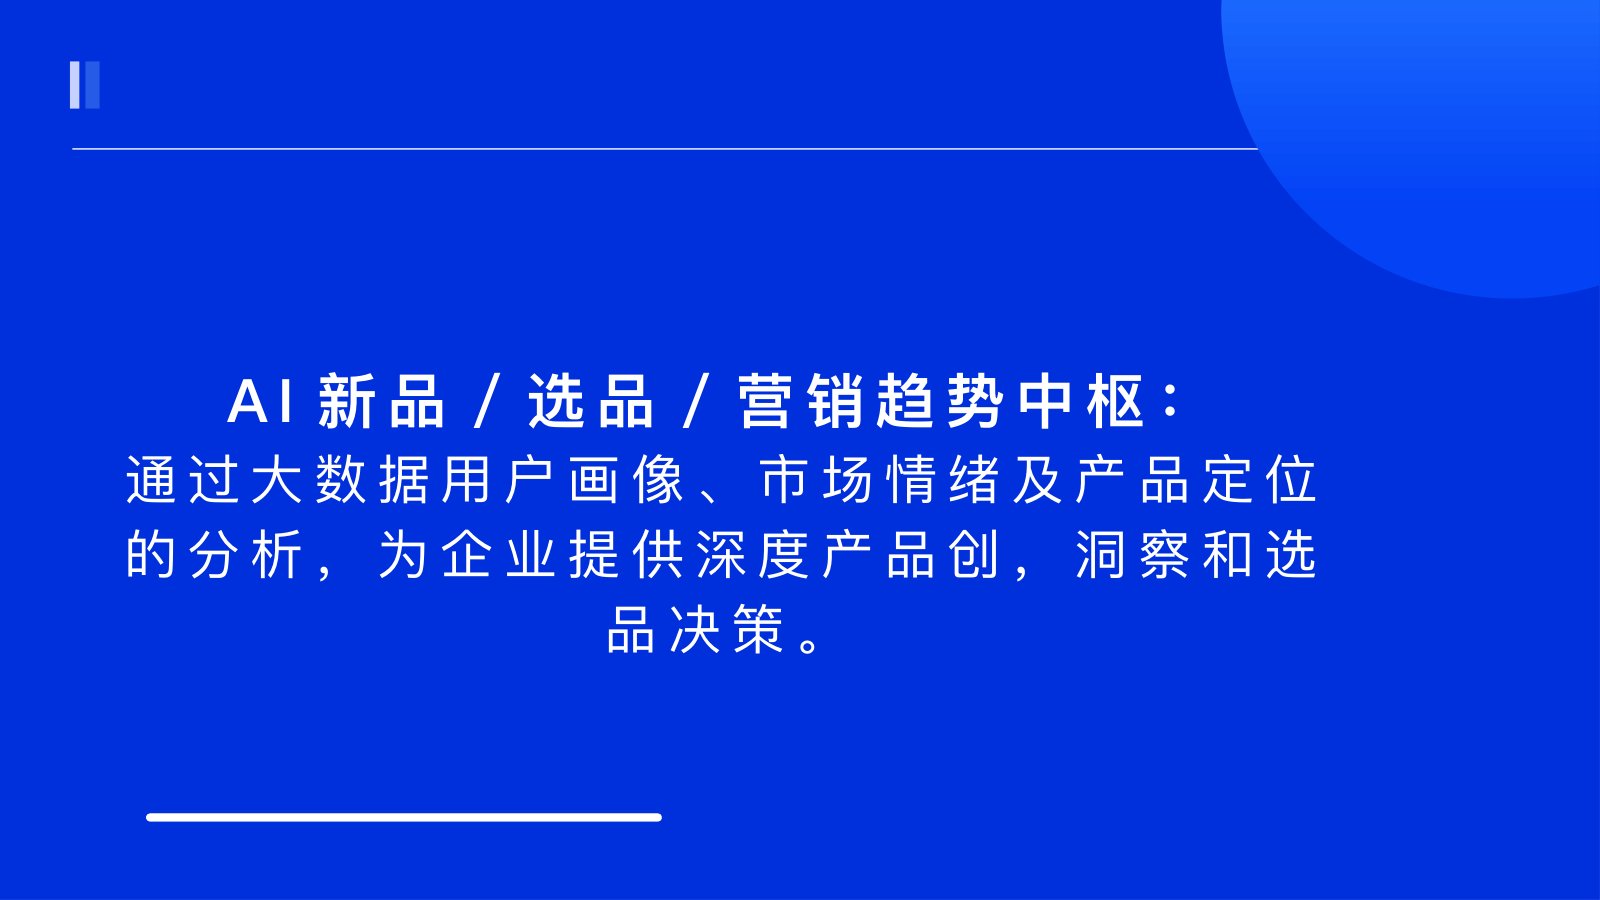 AI 新品 / 选品 / 营销趋势中枢：
通过大数据用户画像、市场情绪及产品定位
的分析，为企业提供深度产品创，洞察和选
品决策。